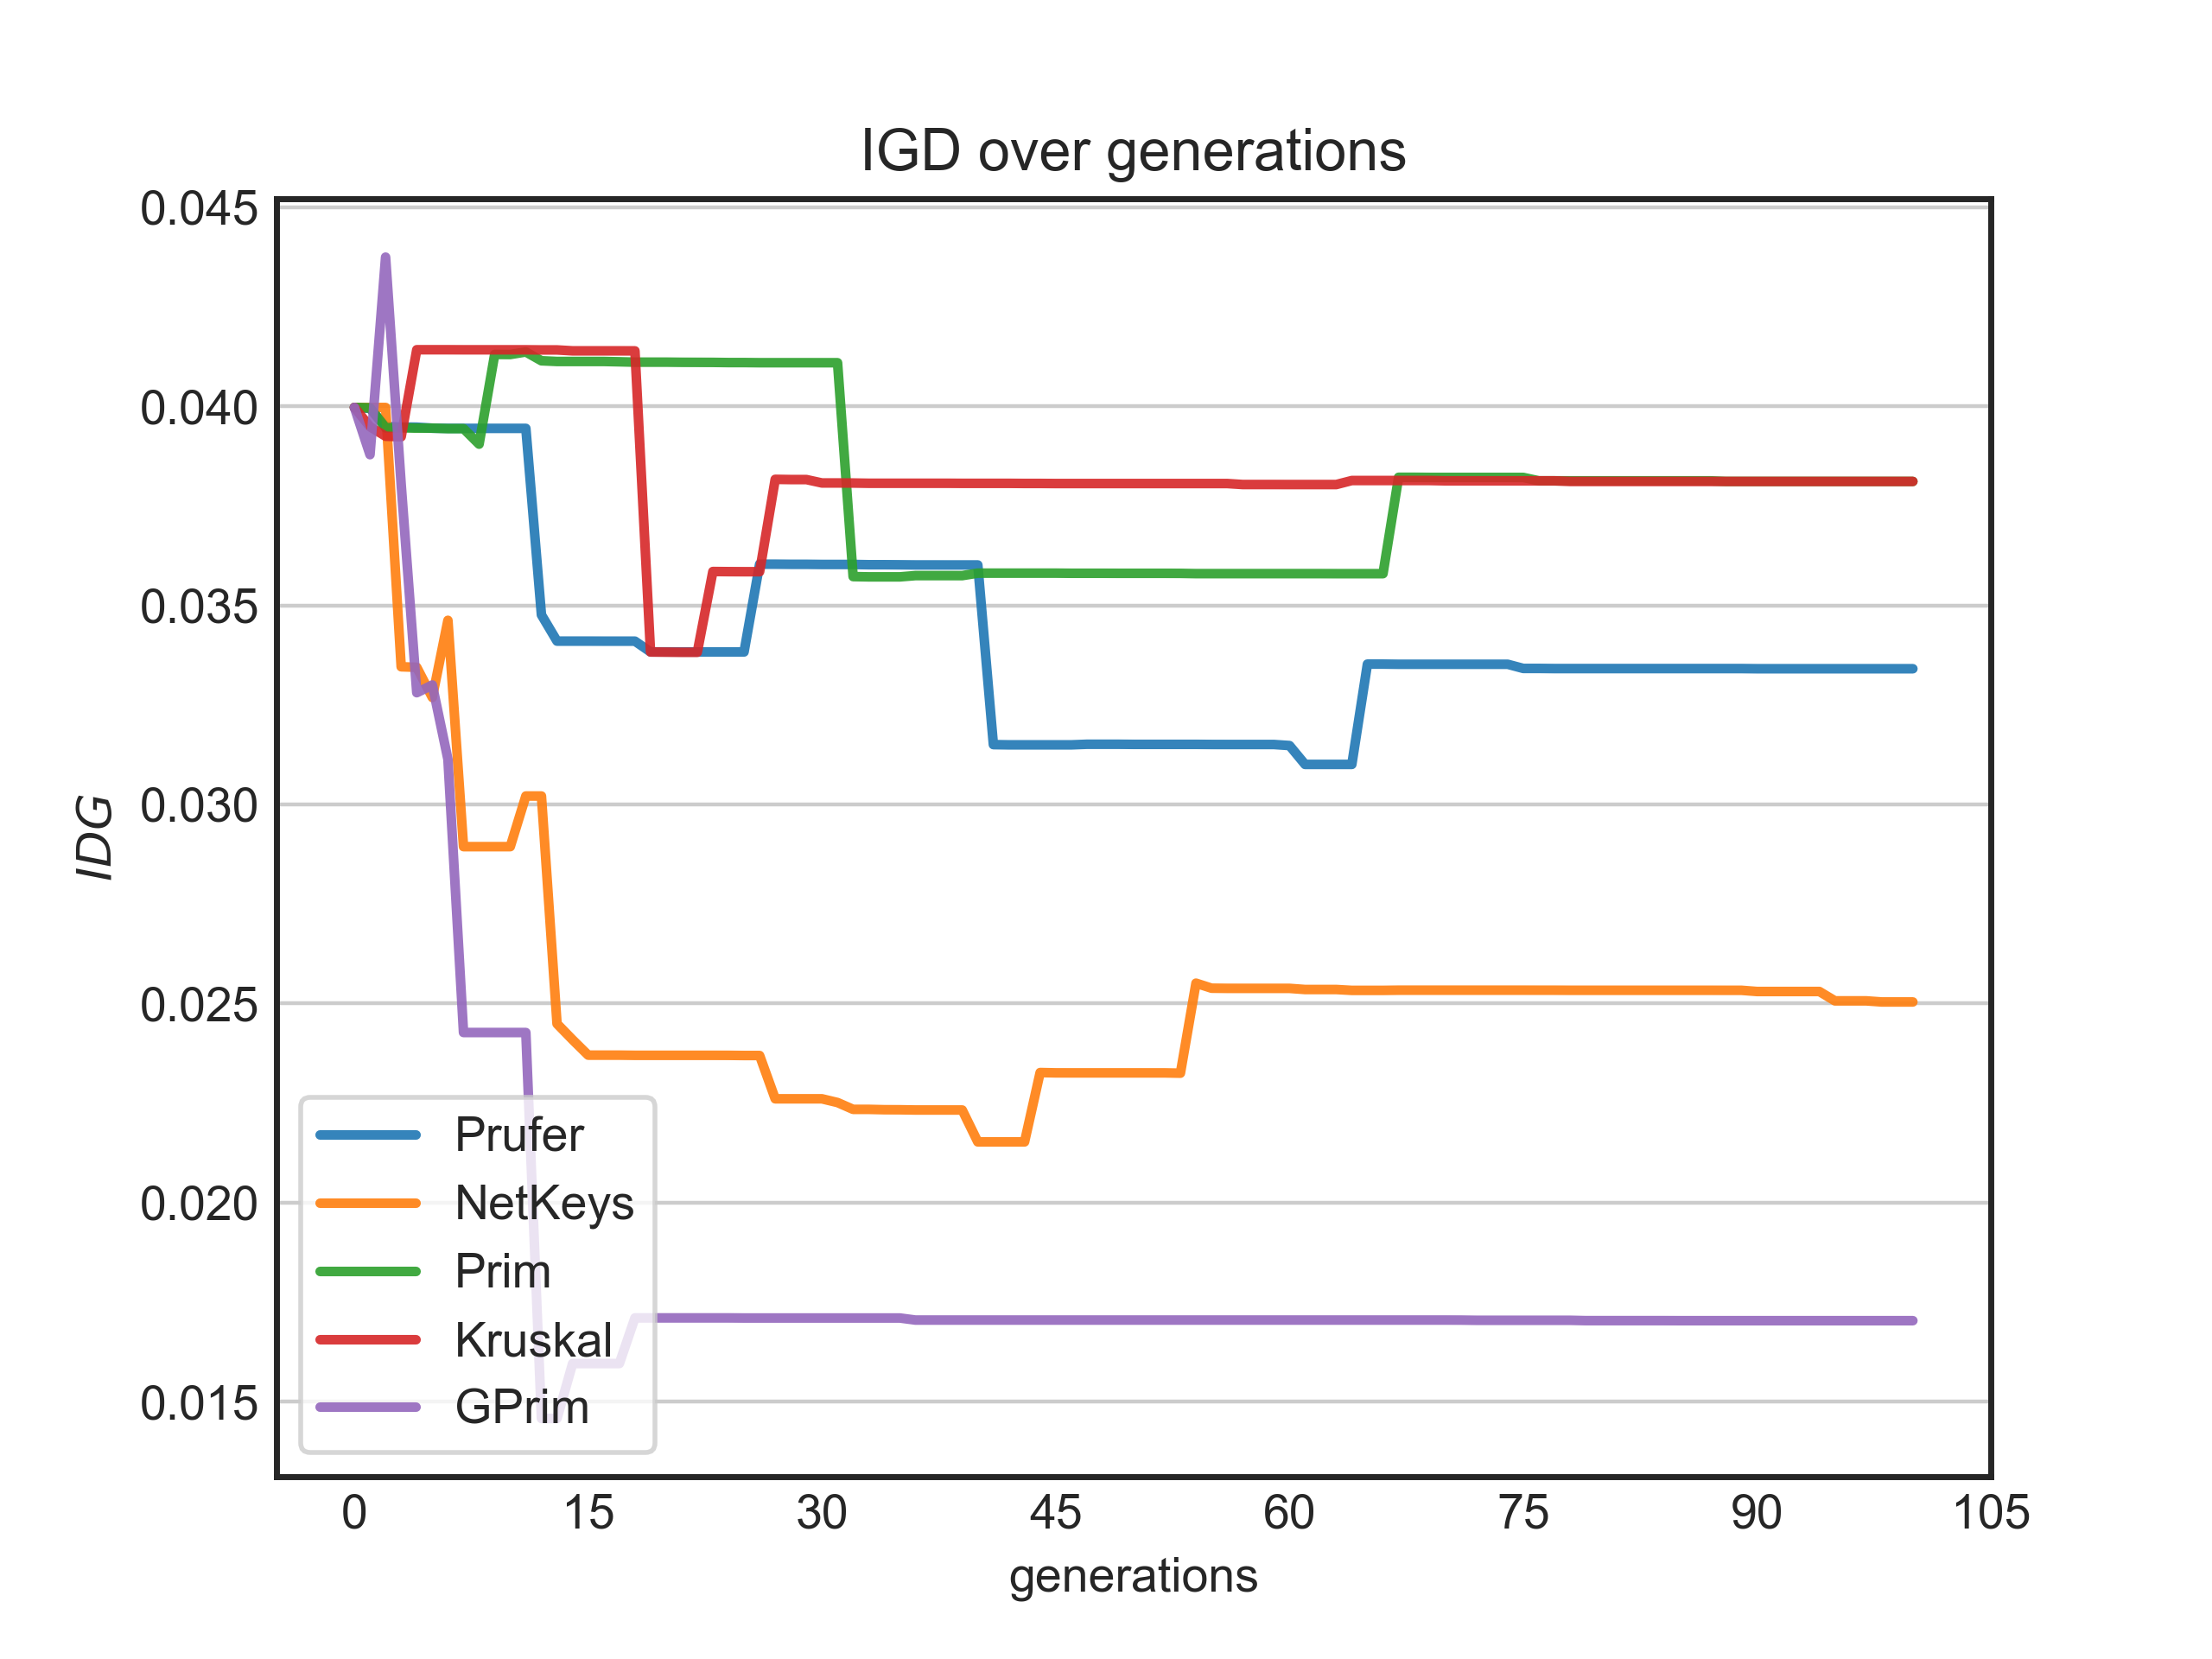 IGD over generations
0.045
0.040
0.035
0.030
0.025
0.020
0.015
IDG
Prufer
NetKeys
Prim
Kruskal
GPrim
0 15 30 45 60 75 90 105
generations